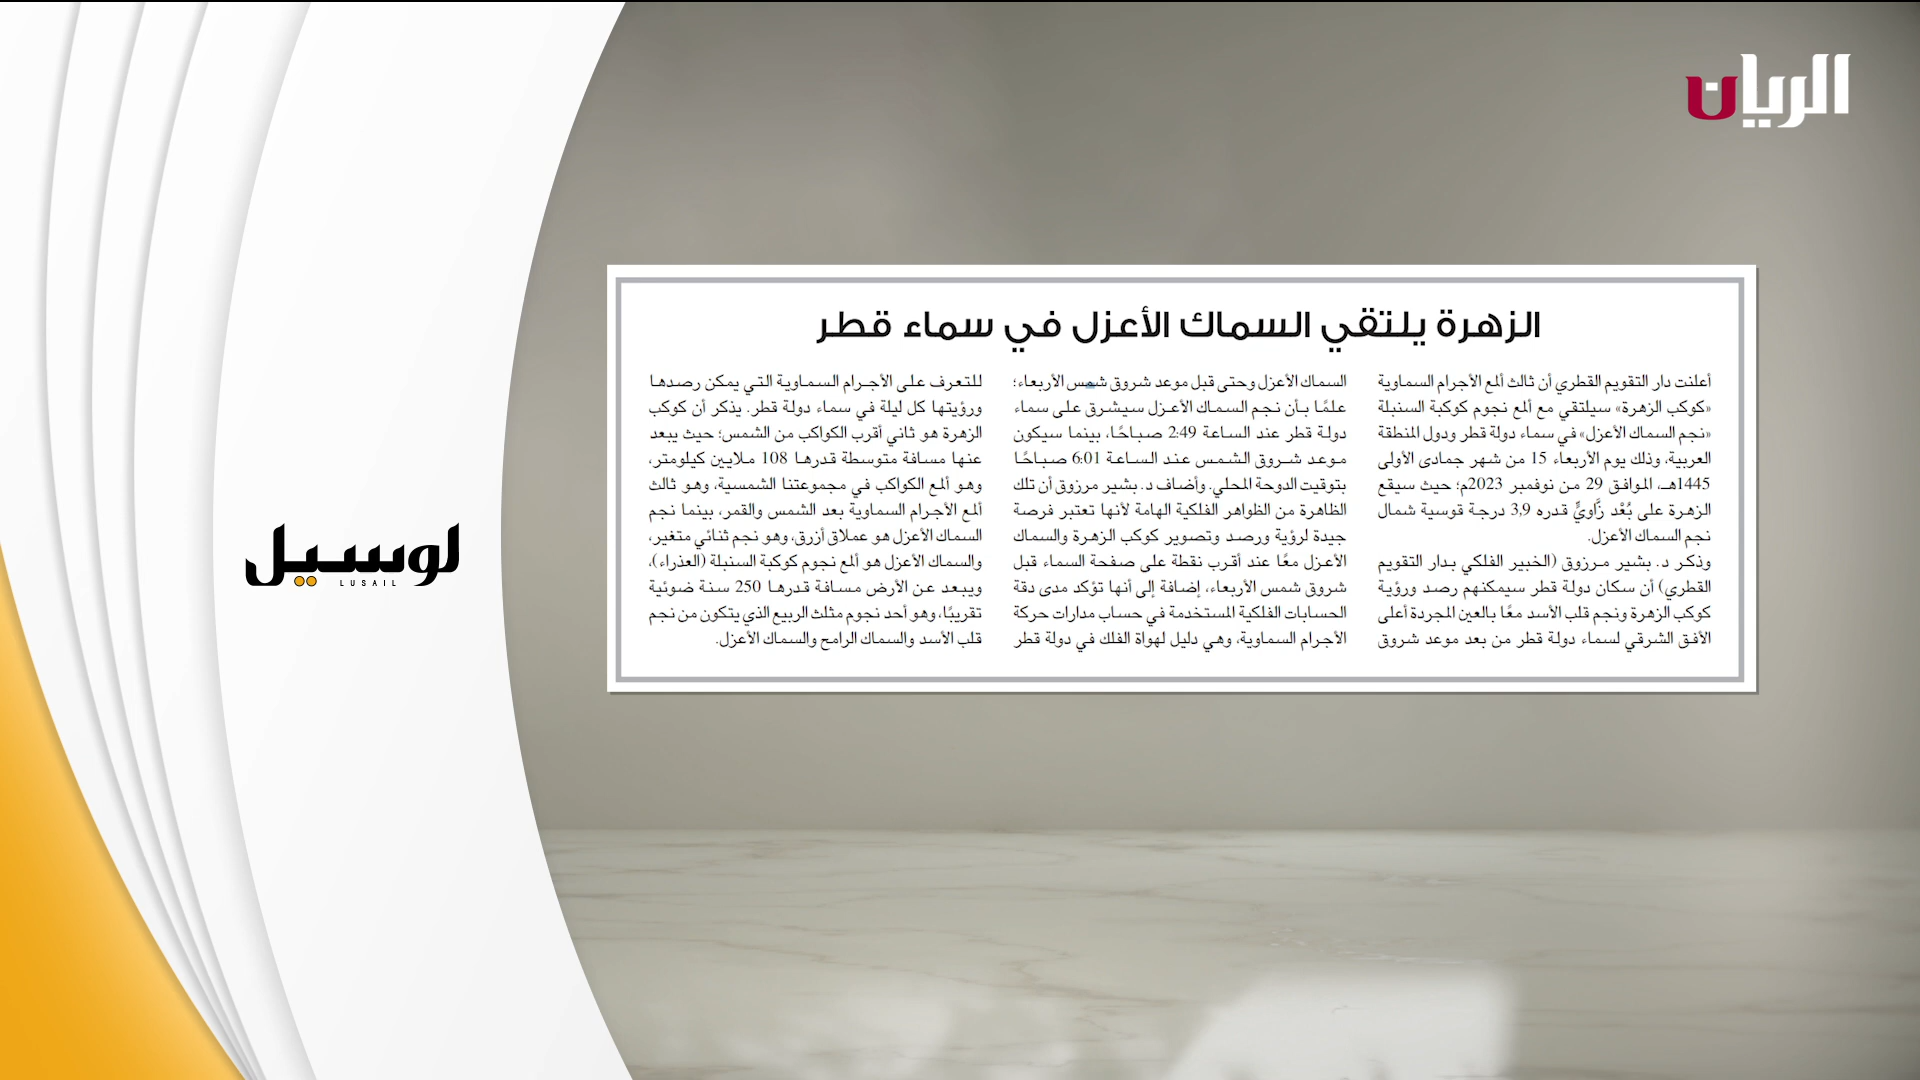 الريان
الزهرة يلتقي السماك الأعزل في سماء قطر
أعلنت دار التقويم القطري أن ثالث ألمع الأجرام السماوية
«كوكب الزهرة» سيلتقي مع ألمع نجوم كوكبة السنبلة
«نجم السماك الأعزل» في سماء دولة قطر ودول المنطقة
العربية، وذلك يوم الأربعاء 15 من شهر جمادى الأولى
1445هـ، الموافق 29 من نوفمبر 2023م؛ حيث سيقع
الزهرة على بُعْد زَّاويٍّ قدره 3,9 درجة قوسية شمال
نجم السماك الأعزل.
وذكر د. بشير مرزوق (الخبير الفلكي بدار التقويم
القطري) أن سكان دولة قطر سيمكنهم رصد ورؤية
كوكب الزهرة ونجم قلب الأسد معًا بالعين المجردة أعلى
الأفق الشرقي لسماء دولة قطر من بعد موعد شروق
السماك الأعزل وحتى قبل موعد شروق شمس الأربعاء؛
علمًا بأن نجم السماك الأعزل سيشرق على سماء
دولة قطر عند الساعة 2:49 صباحًا، بينما سيكون
موعد شروق الشمس عند الساعة 6:01 صباحًا
بتوقيت الدوحة المحلي. وأضاف د. بشير مرزوق أن تلك
الظاهرة من الظواهر الفلكية الهامة لأنها تعتبر فرصة
جيدة لرؤية ورصد وتصوير كوكب الزهرة والسماك
الأعزل معًا عند أقرب نقطة على صفحة السماء قبل
شروق شمس الأربعاء، إضافة إلى أنها تؤكد مدى دقة
الحسابات الفلكية المستخدمة في حساب مدارات حركة
الأجرام السماوية، وهي دليل لهواة الفلك في دولة قطر
للتعرف على الأجرام السماوية التي يمكن رصدها
ورؤيتها كل ليلة في سماء دولة قطر. يذكر أن كوكب
الزهرة هو ثاني أقرب الكواكب من الشمس؛ حيث يبعد
عنها مسافة متوسطة قدرها 108 ملايين كيلومتر،
وهو ألمع الكواكب في مجموعتنا الشمسية، وهو ثالث
ألمع الأجرام السماوية بعد الشمس والقمر، بينما نجم
السماك الأعزل هو عملاق أزرق، وهو نجم ثنائي متغير،
والسماك الأعزل هو ألمع نجوم كوكبة السنبلة (العذراء)،
ويبعد عن الأرض مسافة قدرها 250 سنة ضوئية
تقريبًا، وهو أحد نجوم مثلث الربيع الذي يتكون من نجم
قلب الأسد والسماك الرامح والسماك الأعزل.
لوسيل
LUSAIL